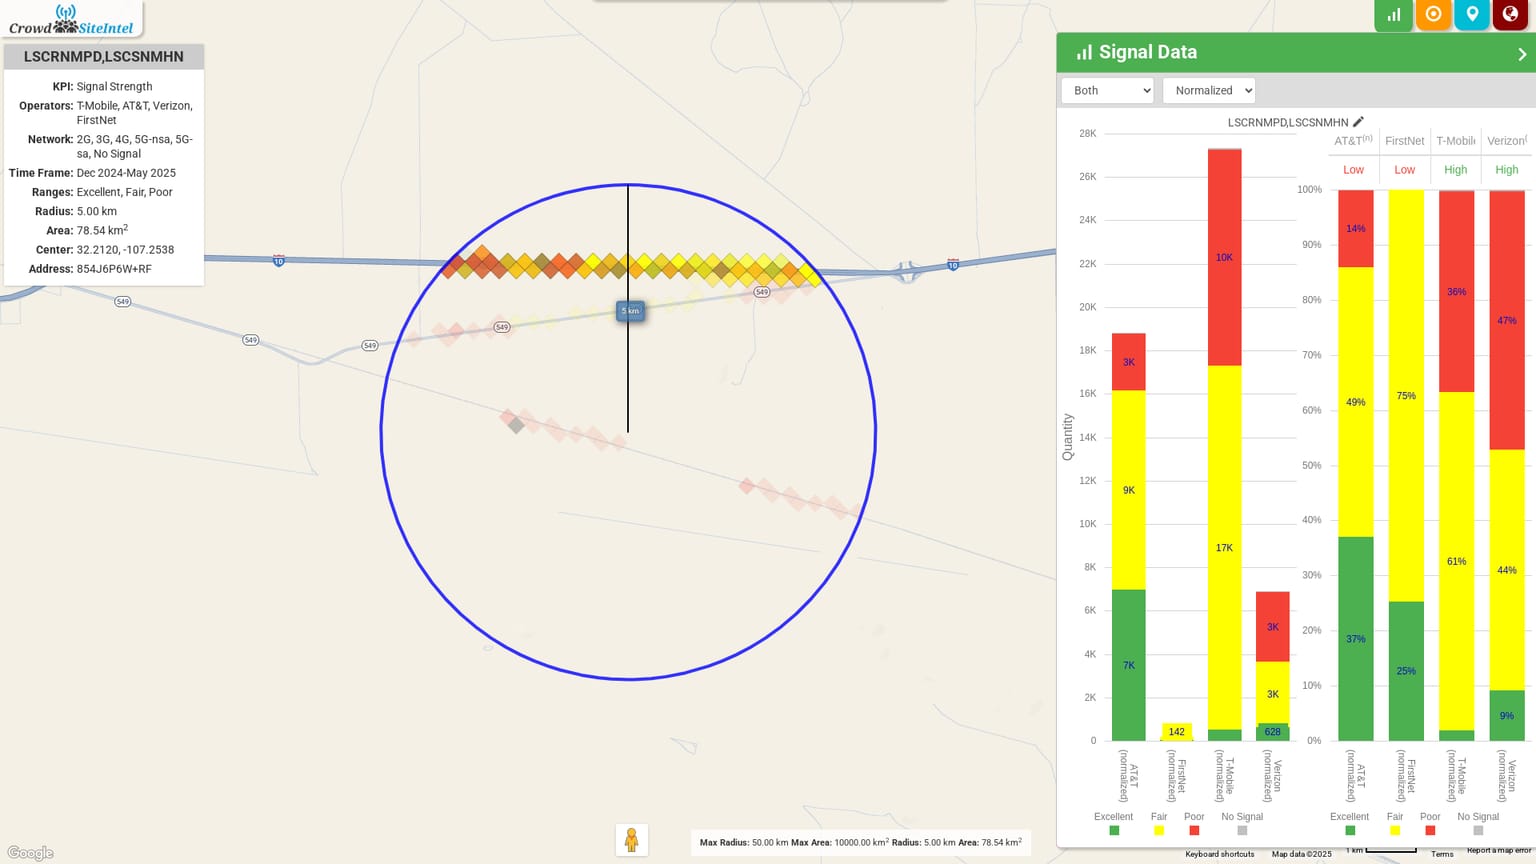 CrowdSiteIntel
LSCRNMPD,LSCSNMHN
KPI: Signal Strength
Operators: T-Mobile, AT&T, Verizon,
FirstNet
Network: 2G, 3G, 4G, 5G-nsa, 5G-
sa, No Signal
Time Frame: Dec 2024-May 2025
Ranges: Excellent, Fair, Poor
Radius: 5.00 km
Area: 78.54 km²
Center: 32.2120, -107.2538
Address: 854J6P6W+RF
10
10
549
549
549
549
549
5 km
Signal Data
Both
Normalized
LSCRNMPD,LSCSNMHN
AT&T(n) FirstNet T-Mobile Verizon(
Low Low High High
Quantity
28K
26K
24K
22K
20K
18K
16K
14K
12K
10K
8K
6K
4K
2K
0
3K
9K
7K
142
10K
17K
3K
3K
628
AT&T
(normalized)
FirstNet
(normalized)
T-Mobile
(normalized)
Verizon
(normalized)
Excellent Fair Poor No Signal
100%
90%
80%
70%
60%
50%
40%
30%
20%
10%
0%
14%
49%
37%
75%
25%
36%
61%
47%
44%
9%
AT&T
(normalized)
FirstNet
(normalized)
T-Mobile
(normalized)
Verizon
(normalized)
Excellent Fair Poor No Signal
Google
Max Radius: 50.00 km Max Area: 10000.00 km² Radius: 5.00 km Area: 78.54 km²
Keyboard shortcuts
Map data ©2025
1 km
Terms
Report a map error